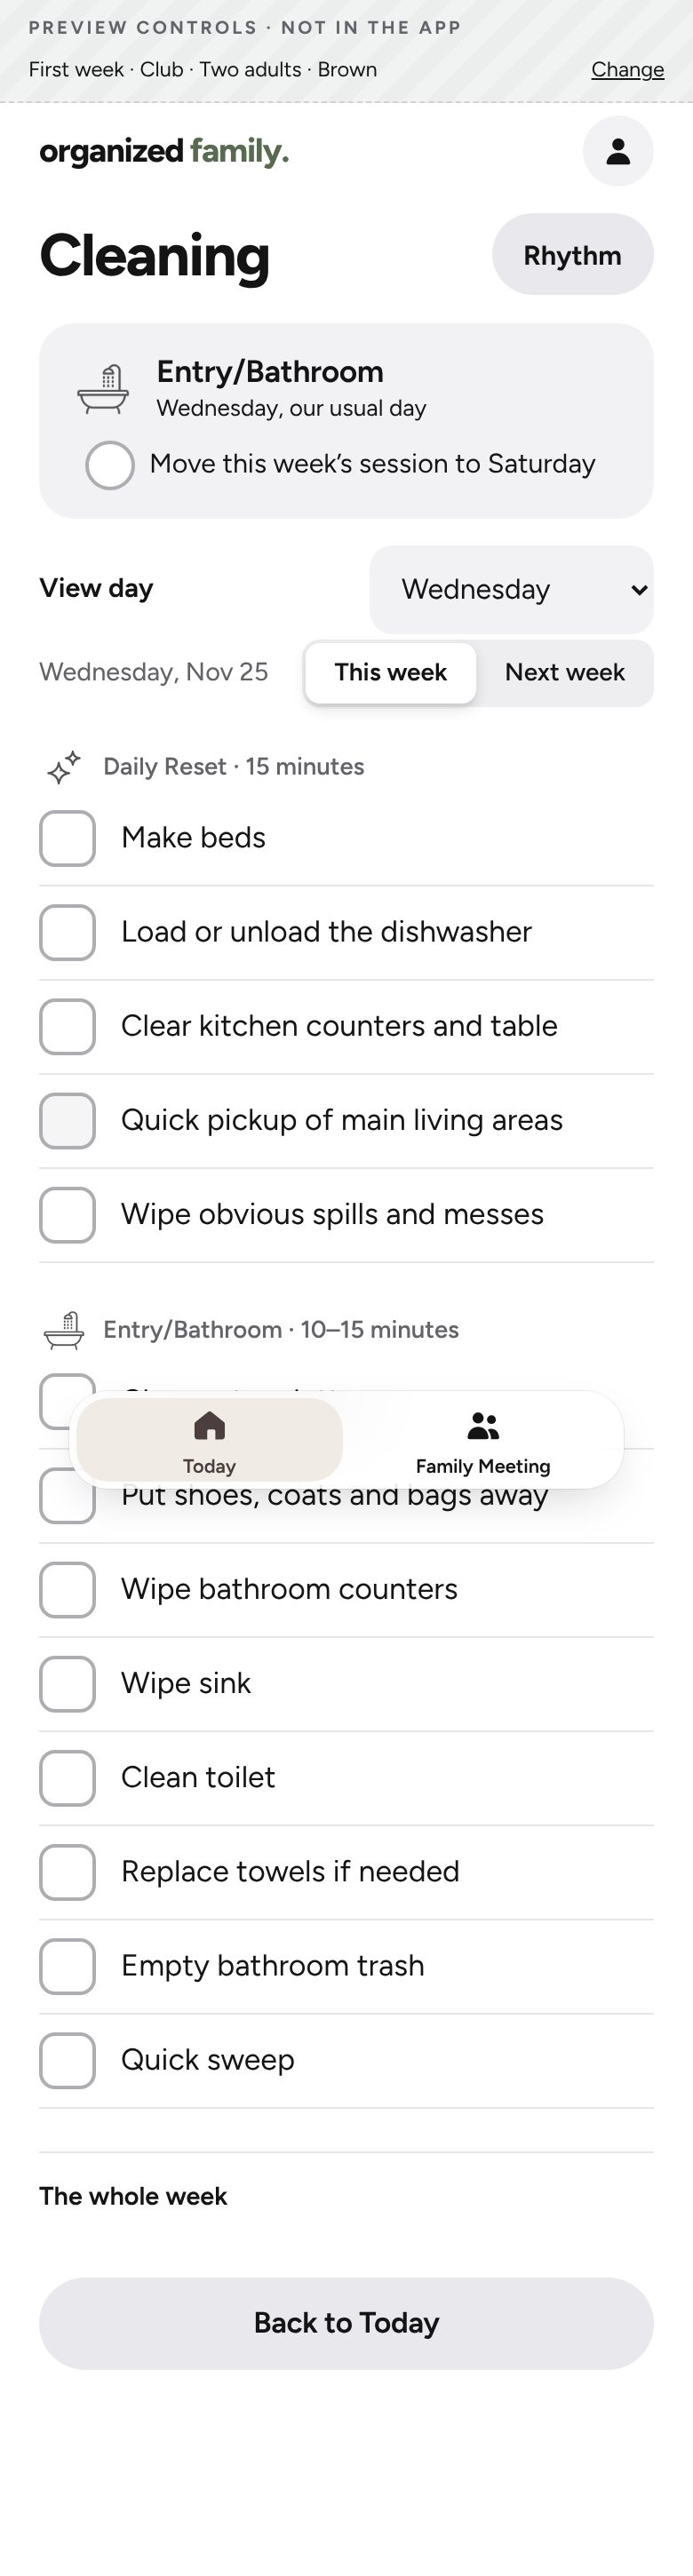 PREVIEW CONTROLS · NOT IN THE APP
First week · Club · Two adults · Brown
Change
organized family.
Cleaning
Rhythm
Entry/Bathroom
Wednesday, our usual day
Move this week’s session to Saturday
View day
Wednesday
Wednesday, Nov 25
This week
Next week
Daily Reset · 15 minutes
Make beds
Load or unload the dishwasher
Clear kitchen counters and table
Quick pickup of main living areas
Wipe obvious spills and messes
Entry/Bathroom · 10–15 minutes
Today
Family Meeting
Put shoes, coats and bags away
Wipe bathroom counters
Wipe sink
Clean toilet
Replace towels if needed
Empty bathroom trash
Quick sweep
The whole week
Back to Today